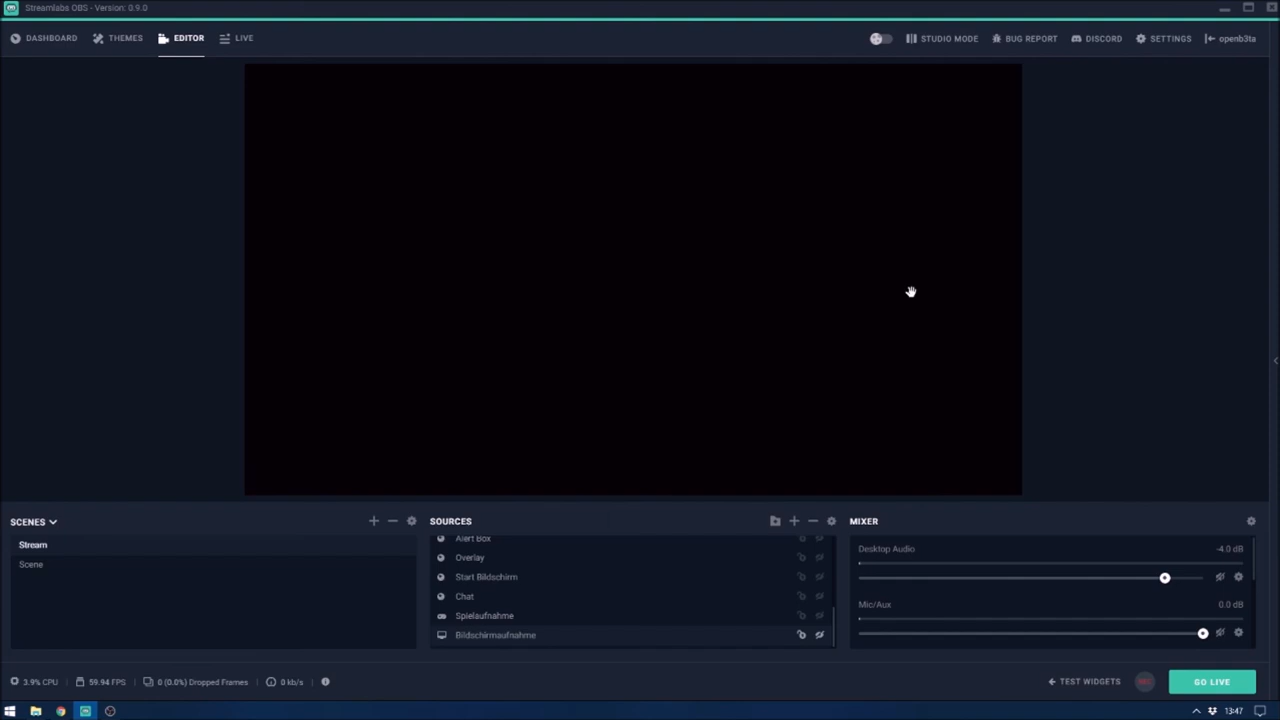 Streamlabs OBS - Version: 0.9.0
DASHBOARD THEMES EDITOR LIVE STUDIO MODE BUG REPORT DISCORD SETTINGS openb3ta
SCENES
Stream
Scene
SOURCES
Alert Box
Overlay
Start Bildschirm
Chat
Spielaufnahme
Bildschirmaufnahme
MIXER
Desktop Audio -4.0 dB
Mic/Aux 0.0 dB
3.9% CPU 59.94 FPS 0 (0.0%) Dropped Frames 0 kb/s TEST WIDGETS REC GO LIVE
13:47